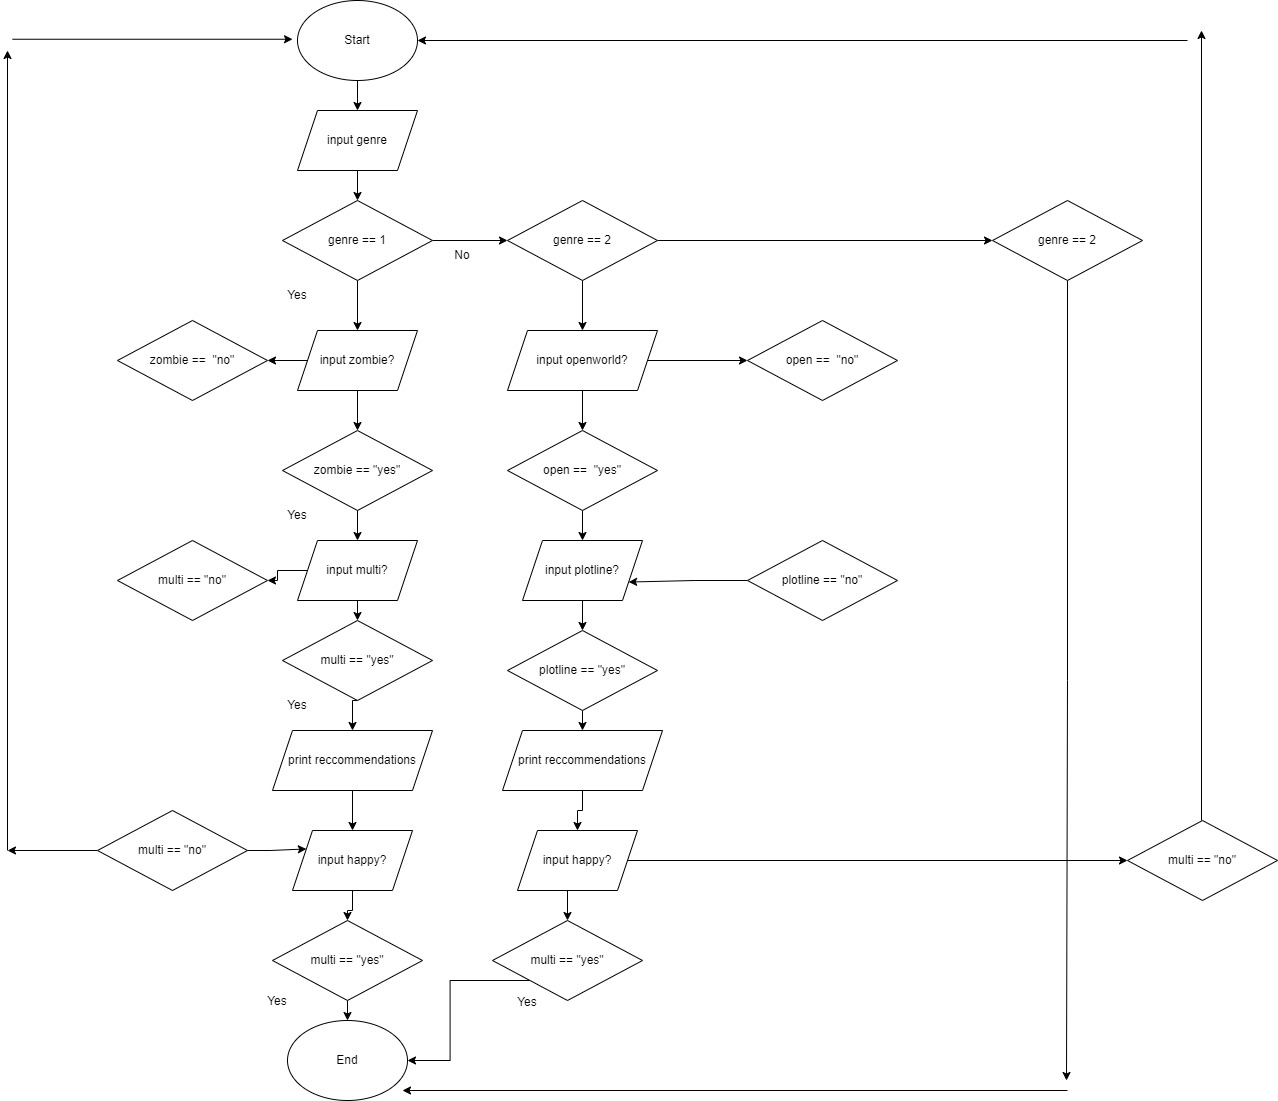 Start
input genre
genre == 1
No
genre == 2
genre == 2
Yes
zombie ==  "no"
input zombie?
input openworld?
open ==  "no"
zombie == "yes"
open ==  "yes"
Yes
multi == "no"
input multi?
input plotline?
plotline == "no"
multi == "yes"
plotline == "yes"
Yes
print reccommendations
print reccommendations
multi == "no"
input happy?
input happy?
multi == "no"
multi == "yes"
multi == "yes"
Yes
Yes
End